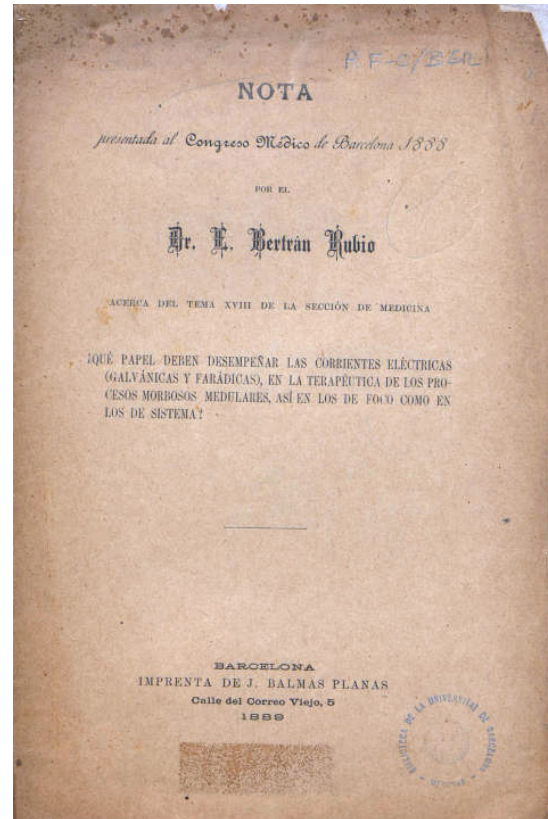 P F-C/BER
NOTA
presentada al Congreso Médico de Barcelona 1888
POR EL
Dr. E. Bertrán Rubio
ACERCA DEL TEMA XVIII DE LA SECCIÓN DE MEDICINA
¿QUÉ PAPEL DEBEN DESEMPEÑAR LAS CORRIENTES ELÉCTRICAS
(GALVÁNICAS Y FARÁDICAS), EN LA TERAPÉUTICA DE LOS PRO-
CESOS MORBOSOS MEDULARES, ASÍ EN LOS DE FOCO COMO EN
LOS DE SISTEMA?
BARCELONA
IMPRENTA DE J. BALMAS PLANAS
Calle del Correo Viejo, 5
1889
BIBLIOTECA DE LA UNIVERSITAT DE BARCELONA